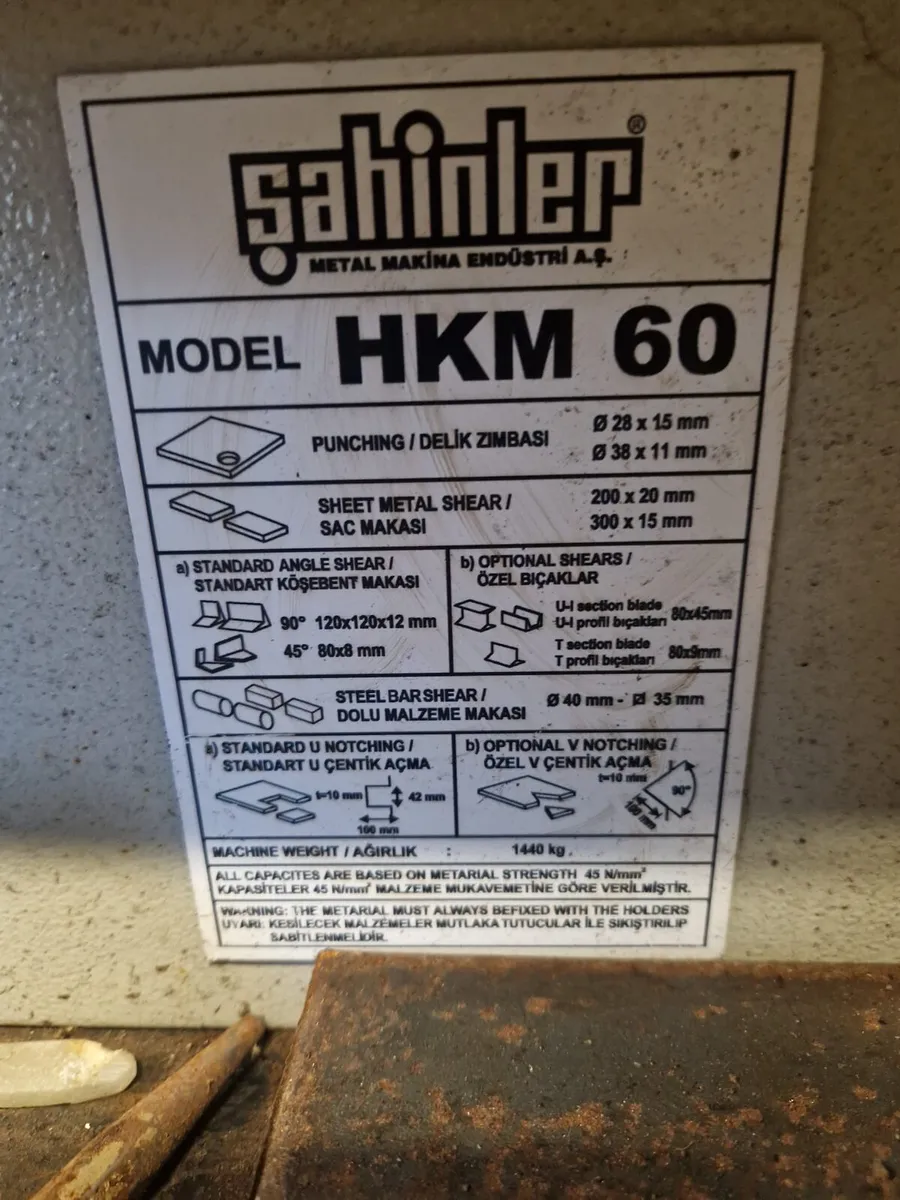 şahinler ®
METAL MAKİNA ENDÜSTRİ A.Ş.
MODEL HKM 60
PUNCHING / DELİK ZIMBASI
Ø 28 x 15 mm
Ø 38 x 11 mm
SHEET METAL SHEAR /
SAC MAKASI
200 x 20 mm
300 x 15 mm
a) STANDARD ANGLE SHEAR /
STANDART KÖŞEBENT MAKASI
90° 120x120x12 mm
45° 80x8 mm
b) OPTIONAL SHEARS /
ÖZEL BIÇAKLAR
U-I section blade
U-I profil bıçakları
80x45mm
T section blade
T profil bıçakları
80x9mm
STEEL BAR SHEAR /
DOLU MALZEME MAKASI
Ø 40 mm - ⍁ 35 mm
a) STANDARD U NOTCHING /
STANDART U ÇENTİK AÇMA
t=10 mm
42 mm
100 mm
b) OPTIONAL V NOTCHING /
ÖZEL V ÇENTİK AÇMA
t=10 mm
90°
100 mm
MACHINE WEIGHT / AĞIRLIK : 1440 kg.
ALL CAPACITES ARE BASED ON METARIAL STRENGTH 45 N/mm²
KAPASİTELER 45 N/mm² MALZEME MUKAVEMETİNE GÖRE VERİLMİŞTİR.
WARNING: THE METARIAL MUST ALWAYS BEFIXED WITH THE HOLDERS
UYARI: KESİLECEK MALZEMELER MUTLAKA TUTUCULAR İLE SIKIŞTIRILIP
SABİTLENMELİDİR.